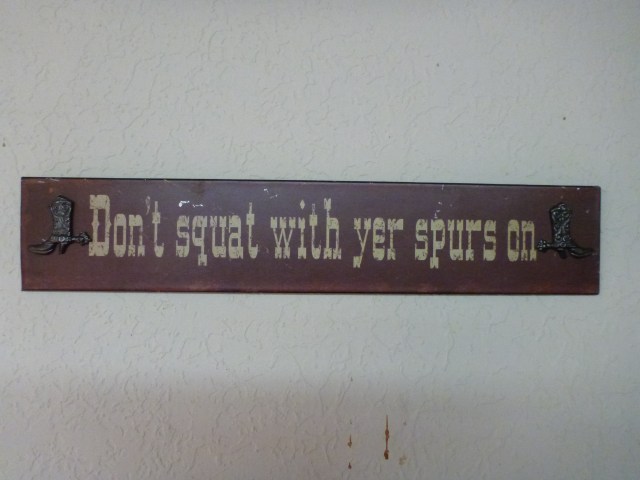 Don't squat with yer spurs on